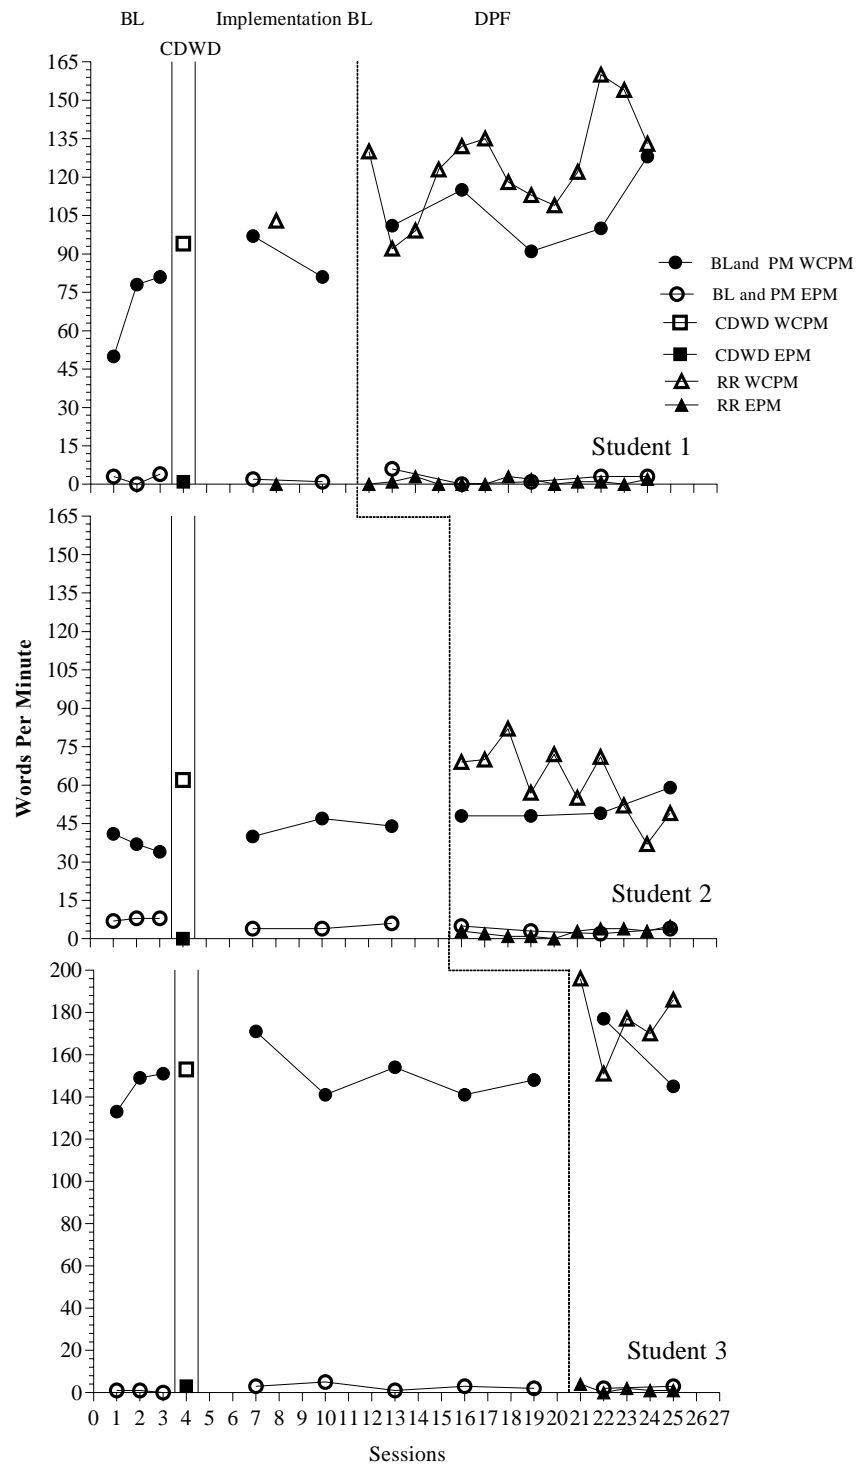 BL Implementation BL DPF
CDWD
165
150
135
120
105
90
75
60
45
30
15
0
BLand PM WCPM
BL and PM EPM
CDWD WCPM
CDWD EPM
RR WCPM
RR EPM
Student 1
165
150
135
120
105
90
75
60
45
30
15
0
Student 2
Words Per Minute
200
180
160
140
120
100
80
60
40
20
0
Student 3
0 1 2 3 4 5 6 7 8 9 10 11 12 13 14 15 16 17 18 19 20 21 22 23 24 25 26 27
Sessions